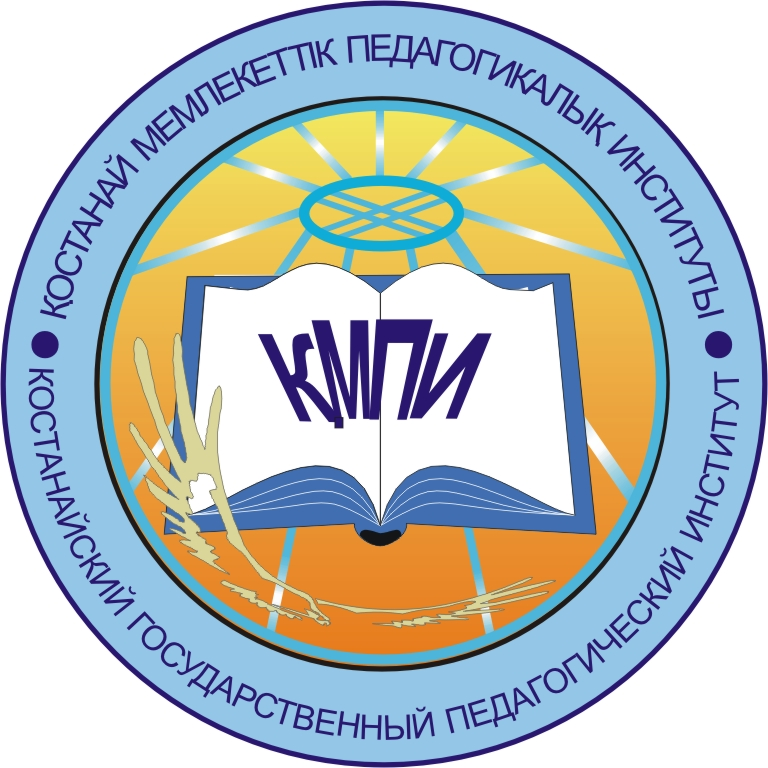 ҚОСТАНАЙ МЕМЛЕКЕТТІК ПЕДАГОГИКАЛЫҚ ИНСТИТУТЫ
ҚМПИ
КОСТАНАЙСКИЙ ГОСУДАРСТВЕННЫЙ ПЕДАГОГИЧЕСКИЙ ИНСТИТУТ